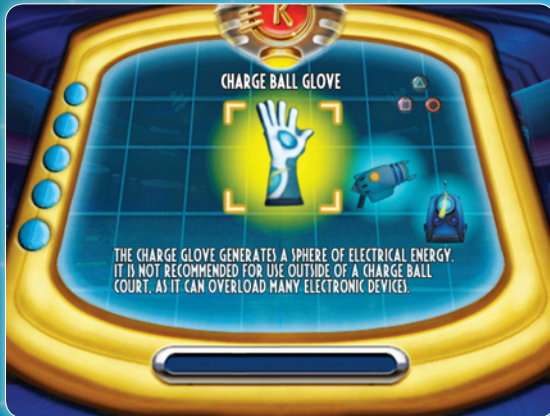 K
CHARGE BALL GLOVE
THE CHARGE GLOVE GENERATES A SPHERE OF ELECTRICAL ENERGY.
IT IS NOT RECOMMENDED FOR USE OUTSIDE OF A CHARGE BALL
COURT, AS IT CAN OVERLOAD MANY ELECTRONIC DEVICES.